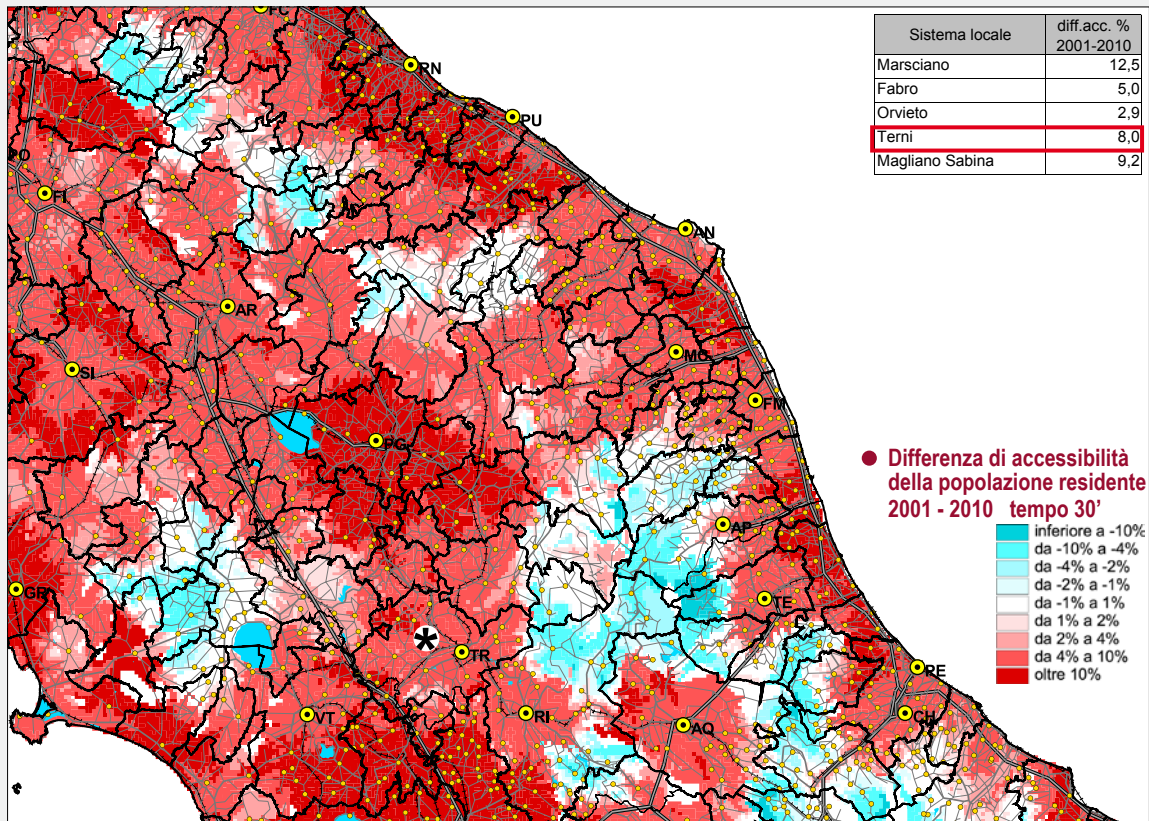 Sistema locale
diff.acc. %
2001-2010
Marsciano 12,5
Fabro 5,0
Orvieto 2,9
Terni 8,0
Magliano Sabina 9,2
FC
RN
PU
FI
AN
AR
MC
SI
FM
PG
● Differenza di accessibilità
della popolazione residente
2001 - 2010 tempo 30'
inferiore a -10%
da -10% a -4%
da -4% a -2%
da -2% a -1%
da -1% a 1%
da 1% a 2%
da 2% a 4%
da 4% a 10%
oltre 10%
AP
GR
TE
*
TR
PE
VT
RI
AQ
CH